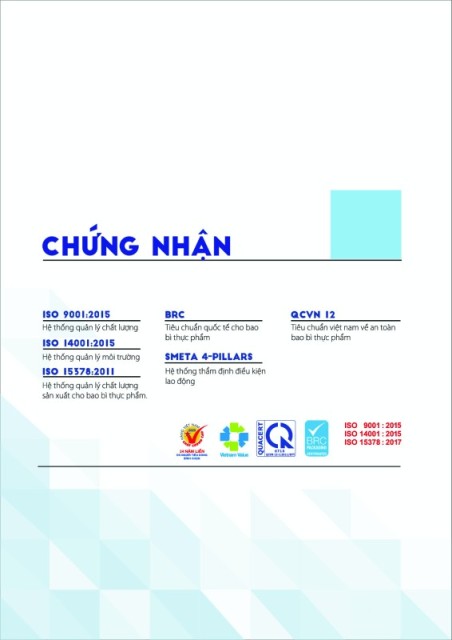 CHỨNG NHẬN
ISO 9001:2015
Hệ thống quản lý chất lượng
ISO 14001:2015
Hệ thống quản lý môi trường
ISO 15378:2011
Hệ thống quản lý chất lượng
sản xuất cho bao bì thực phẩm.
BRC
Tiêu chuẩn quốc tế cho bao
bì thực phẩm
SMETA 4-PILLARS
Hệ thống thẩm định điều kiện
lao động
QCVN 12
Tiêu chuẩn việt nam về an toàn
bao bì thực phẩm
Vietnam Value
QUACERT
BRC
ISO 9001 : 2015
ISO 14001 : 2015
ISO 15378 : 2017